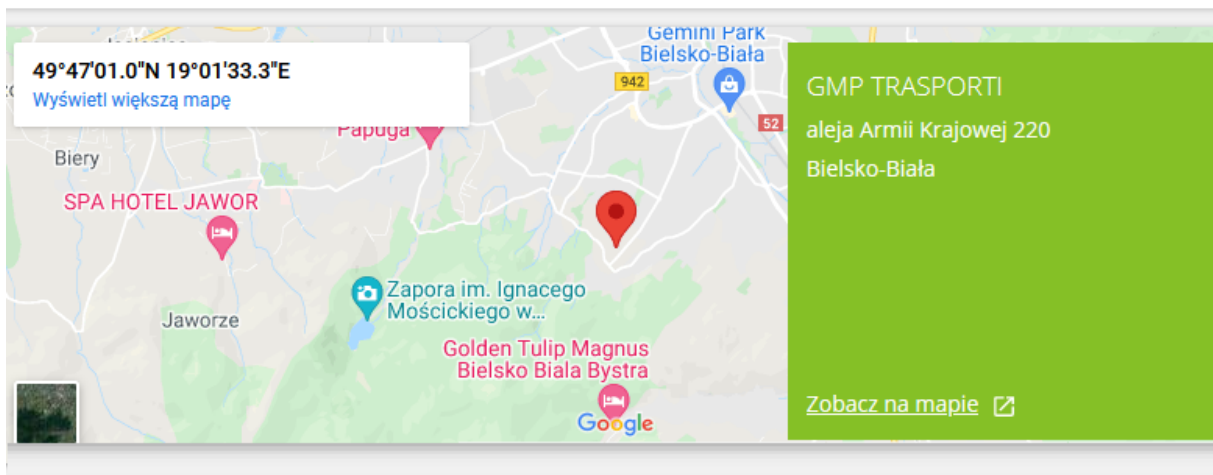 49°47'01.0"N 19°01'33.3"E
Wyświetl większą mapę
Gemini Park
Bielsko-Biała
942
52
Papuga
Biery
SPA HOTEL JAWOR
Zapora im. Ignacego
Mościckiego w...
Jaworze
Golden Tulip Magnus
Bielsko Biala Bystra
Google
GMP TRASPORTI
aleja Armii Krajowej 220
Bielsko-Biała
Zobacz na mapie